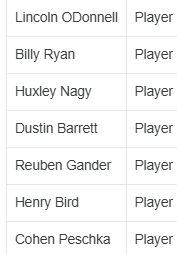 Lincoln ODonnell Player
Billy Ryan Player
Huxley Nagy Player
Dustin Barrett Player
Reuben Gander Player
Henry Bird Player
Cohen Peschka Player